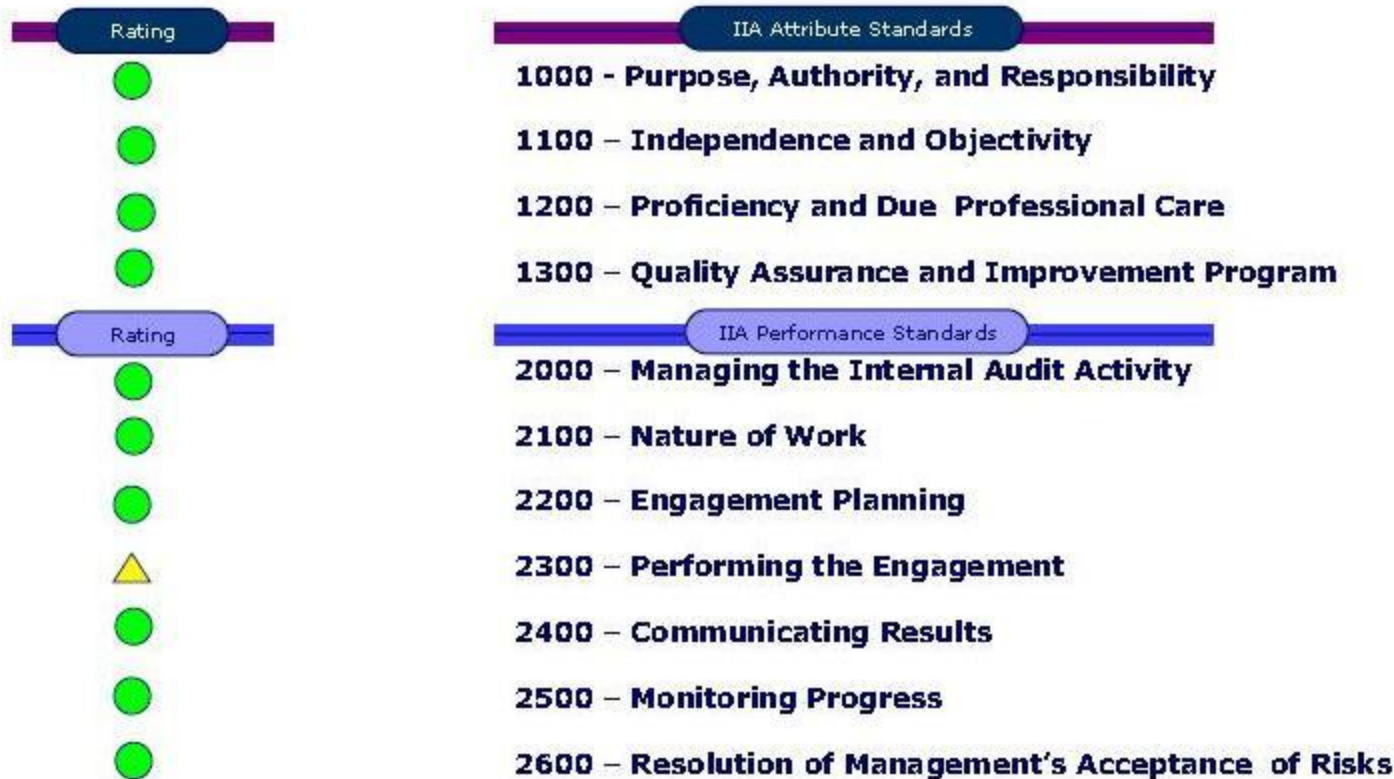 Rating
IIA Attribute Standards
1000 - Purpose, Authority, and Responsibility
1100 – Independence and Objectivity
1200 – Proficiency and Due Professional Care
1300 – Quality Assurance and Improvement Program
Rating
IIA Performance Standards
2000 – Managing the Internal Audit Activity
2100 – Nature of Work
2200 – Engagement Planning
2300 – Performing the Engagement
2400 – Communicating Results
2500 – Monitoring Progress
2600 – Resolution of Management's Acceptance of Risks